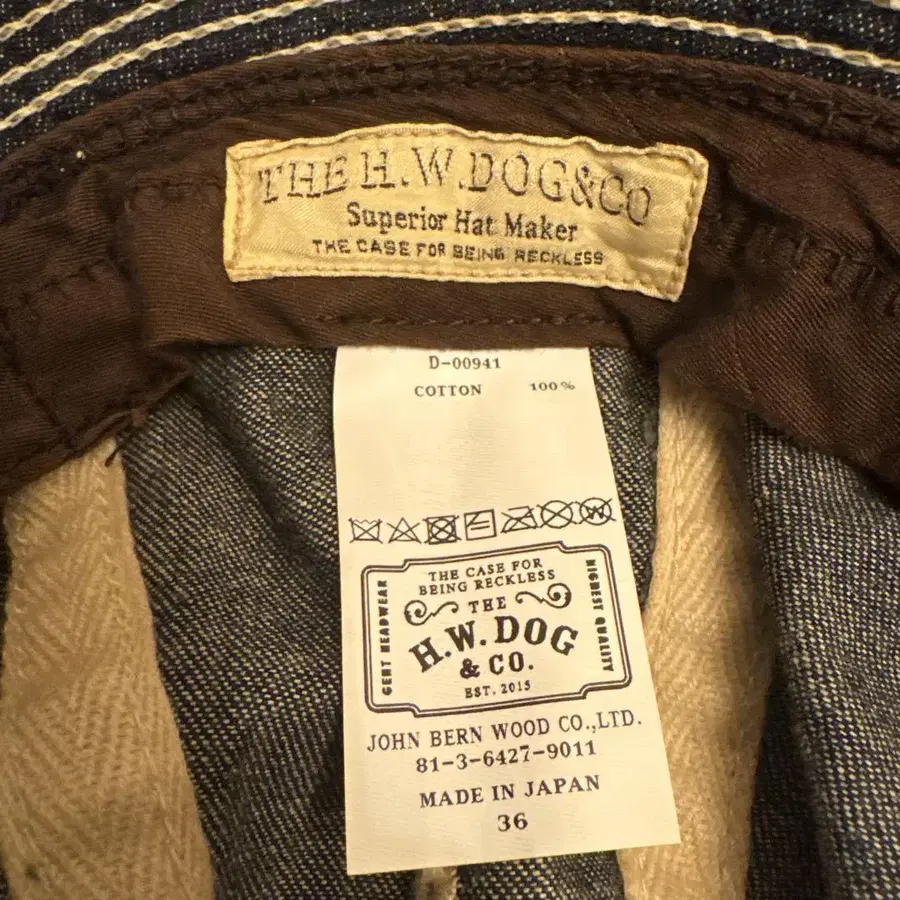 THE H.W.DOG&CO
Superior Hat Maker
THE CASE FOR BEING RECKLESS
D-00941
COTTON 100%
THE CASE FOR
BEING RECKLESS
GENT HEADWEAR
HIGHEST QUALITY
THE
H.W.DOG
& CO.
EST. 2015
JOHN BERN WOOD CO.,LTD.
81-3-6427-9011
MADE IN JAPAN
36